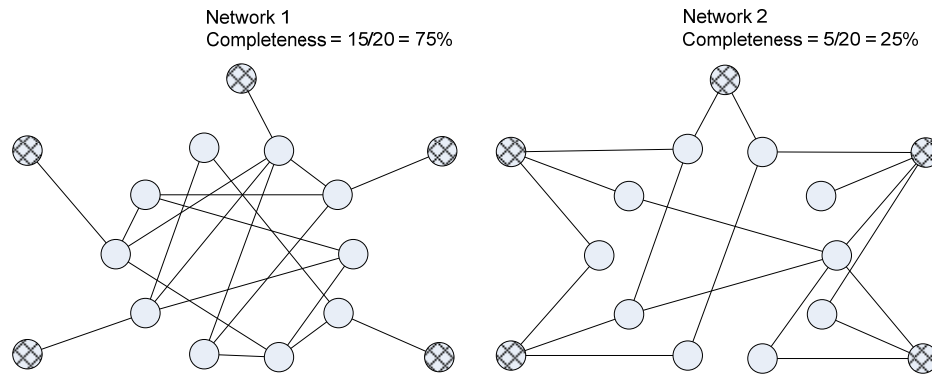 Network 1
Completeness = 15/20 = 75%
Network 2
Completeness = 5/20 = 25%